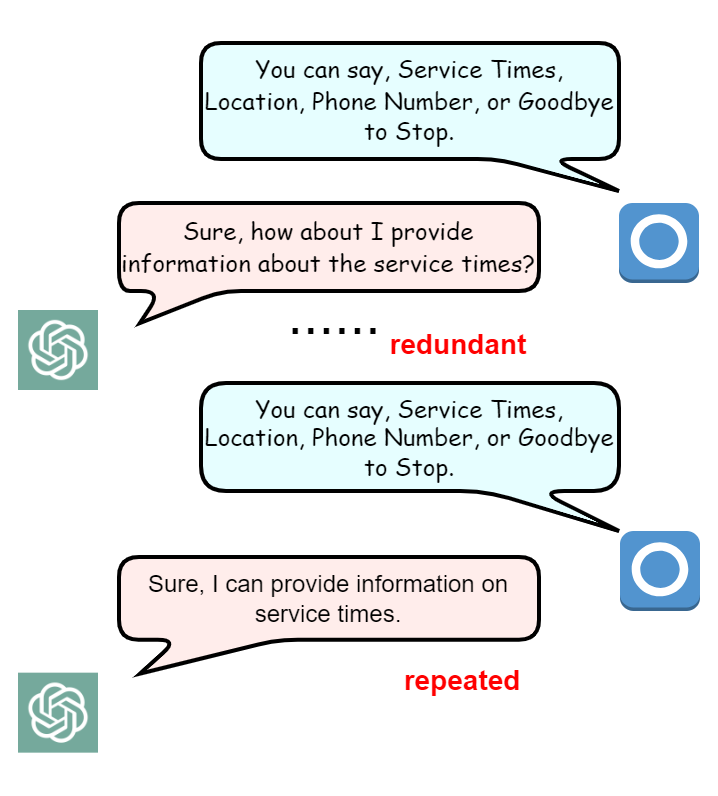 You can say, Service Times,
Location, Phone Number, or Goodbye
to Stop.
Sure, how about I provide
information about the service times?
......
redundant
You can say, Service Times,
Location, Phone Number, or Goodbye
to Stop.
Sure, I can provide information on
service times.
repeated